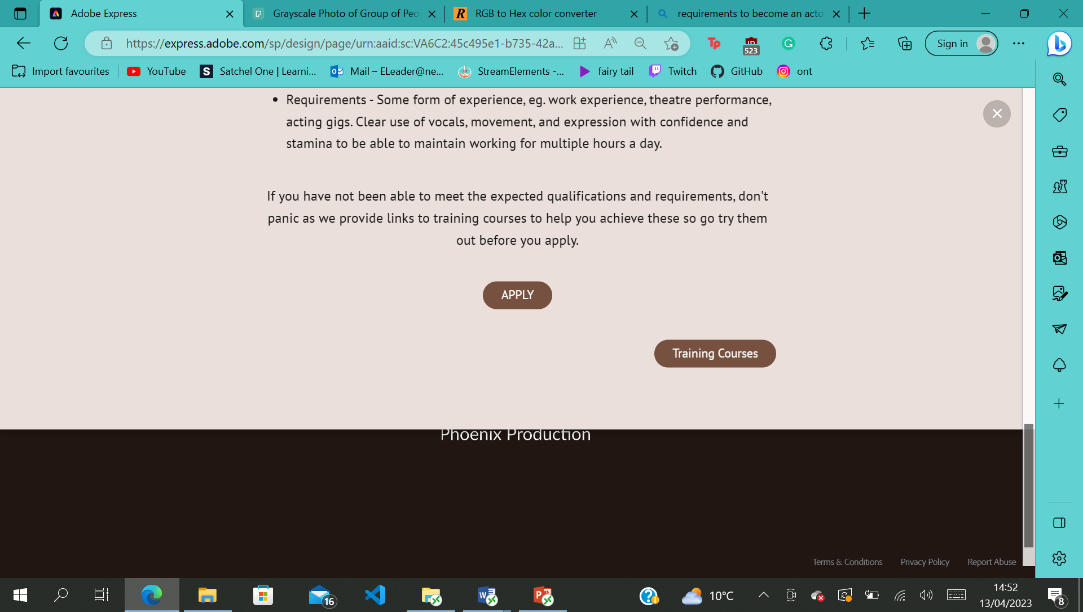 Adobe Express
Grayscale Photo of Group of Peo
RGB to Hex color converter
requirements to become an acto
https://express.adobe.com/sp/design/page/urn:aaid:sc:VA6C2:45c495e1-b735-42a...
523
Sign in
Import favourites
YouTube
Satchel One | Learni...
Mail – ELeader@ne...
StreamElements -...
fairy tail
Twitch
GitHub
ont
• Requirements - Some form of experience, eg. work experience, theatre performance,
acting gigs. Clear use of vocals, movement, and expression with confidence and
stamina to be able to maintain working for multiple hours a day.
If you have not been able to meet the expected qualifications and requirements, don't
panic as we provide links to training courses to help you achieve these so go try them
out before you apply.
APPLY
Training Courses
Phoenix Production
Terms & Conditions
Privacy Policy
Report Abuse
16
10°C
14:52
13/04/2023
8